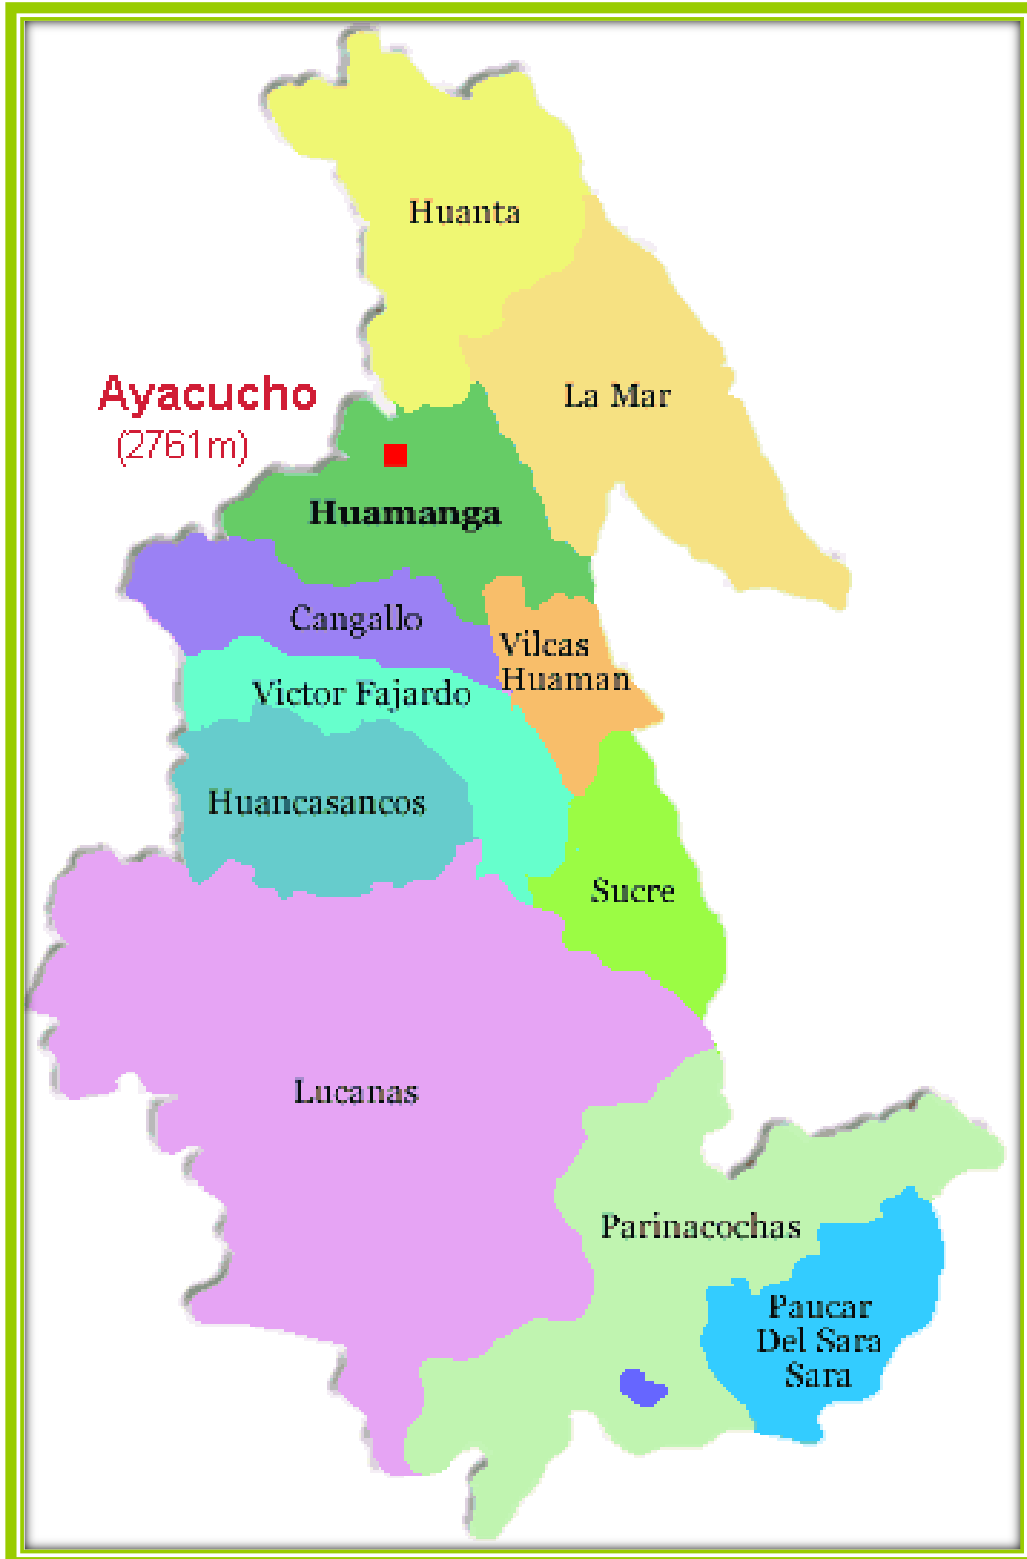 Huanta
La Mar
Ayacucho
(2761m)
Huamanga
Cangallo
Vilcas
Huaman
Victor Fajardo
Huancasancos
Sucre
Lucanas
Parinacochas
Paucar
Del Sara
Sara